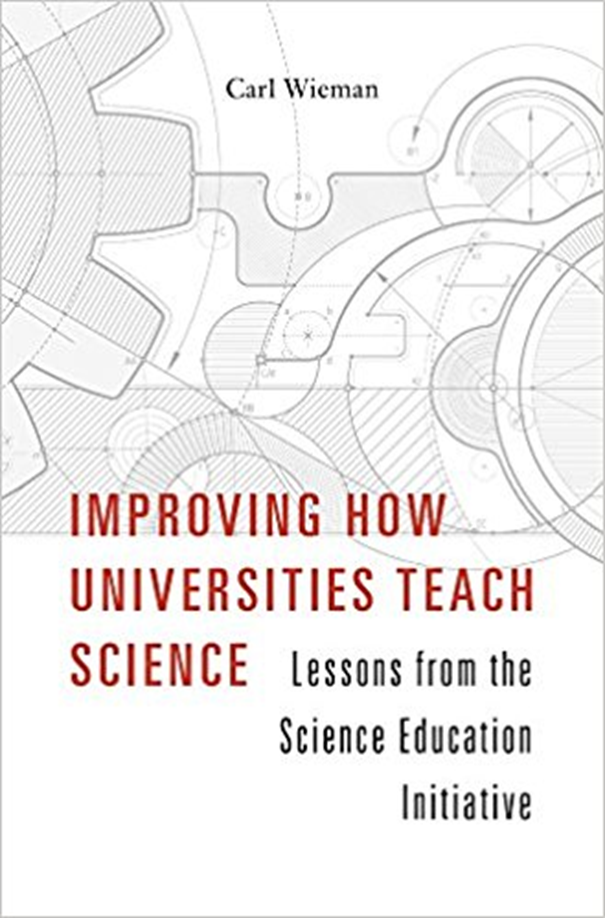 Carl Wieman
IMPROVING HOW
UNIVERSITIES TEACH
SCIENCE Lessons from the
Science Education
Initiative